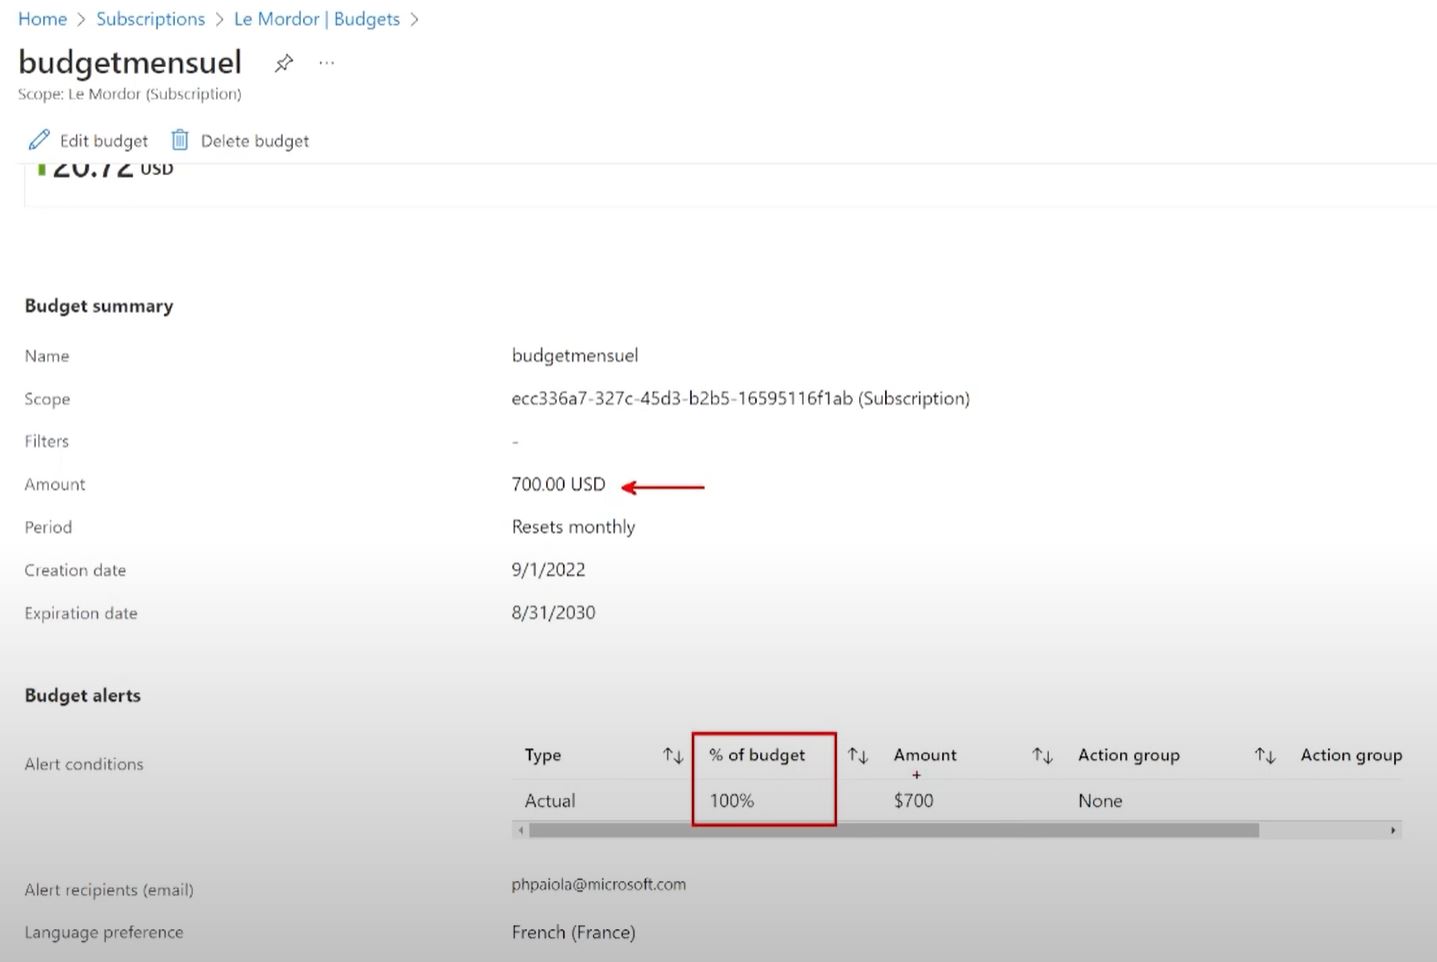 Home > Subscriptions > Le Mordor | Budgets >
budgetmensuel
Scope: Le Mordor (Subscription)
Edit budget Delete budget
20.72 USD
Budget summary
Name budgetmensuel
Scope ecc336a7-327c-45d3-b2b5-16595116f1ab (Subscription)
Filters -
Amount 700.00 USD
Period Resets monthly
Creation date 9/1/2022
Expiration date 8/31/2030
Budget alerts
Alert conditions
Type % of budget Amount Action group Action group
Actual 100% $700 None
Alert recipients (email) phpaiola@microsoft.com
Language preference French (France)